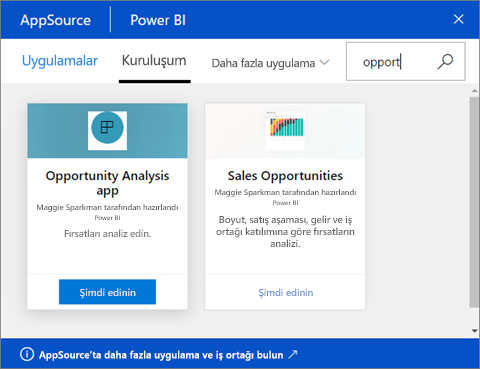 AppSource Power BI
Uygulamalar Kuruluşum Daha fazla uygulama opport
Opportunity Analysis
app
Maggie Sparkman tarafından hazırlandı
Power BI
Fırsatları analiz edin.
Şimdi edinin
Sales Opportunities
Maggie Sparkman tarafından hazırlandı
Power BI
Boyut, satış aşaması, gelir ve iş
ortağı katılımına göre fırsatların
analizi.
Şimdi edinin
AppSource'ta daha fazla uygulama ve iş ortağı bulun